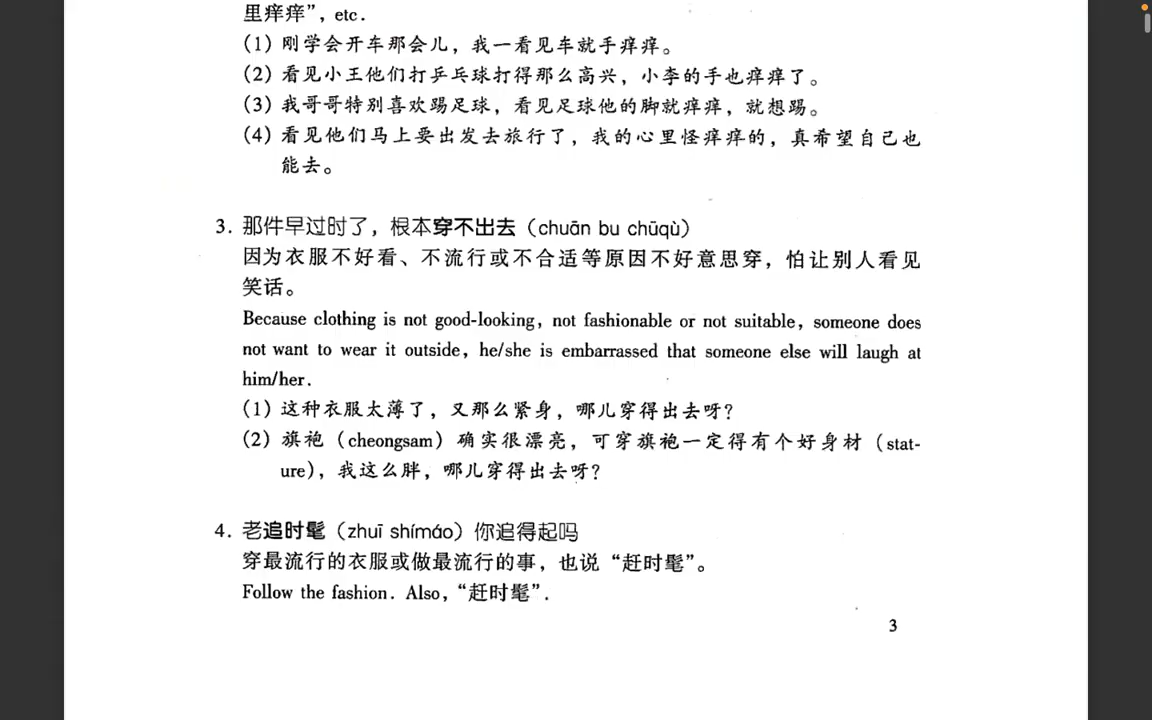 里痒痒”, etc.
(1) 刚学会开车那会儿，我一看见车就手痒痒。
(2) 看见小王他们打乒乓球打得那么高兴，小李的手也痒痒了。
(3) 我哥哥特别喜欢踢足球，看见足球他的脚就痒痒，就想踢。
(4) 看见他们马上要出发去旅行了，我的心里怪痒痒的，真希望自己也
能去。
3. 那件早过时了，根本穿不出去（chuān bu chūqù）
因为衣服不好看、不流行或不合适等原因不好意思穿，怕让别人看见
笑话。
Because clothing is not good-looking, not fashionable or not suitable, someone does
not want to wear it outside, he/she is embarrassed that someone else will laugh at
him/her.
(1) 这种衣服太薄了，又那么紧身，哪儿穿得出去呀？
(2) 旗袍（cheongsam）确实很漂亮，可穿旗袍一定得有个好身材（stat-
ure），我这么胖，哪儿穿得出去呀？
4. 老追时髦（zhuī shímáo）你追得起吗
穿最流行的衣服或做最流行的事，也说“赶时髦”。
Follow the fashion. Also, “赶时髦”.
3